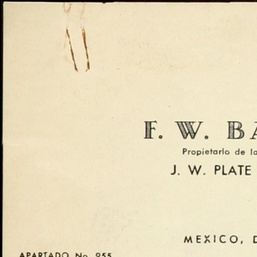 F. W. BA
Propietario de la
J. W. PLATE
MEXICO, D
APARTADO No. 955